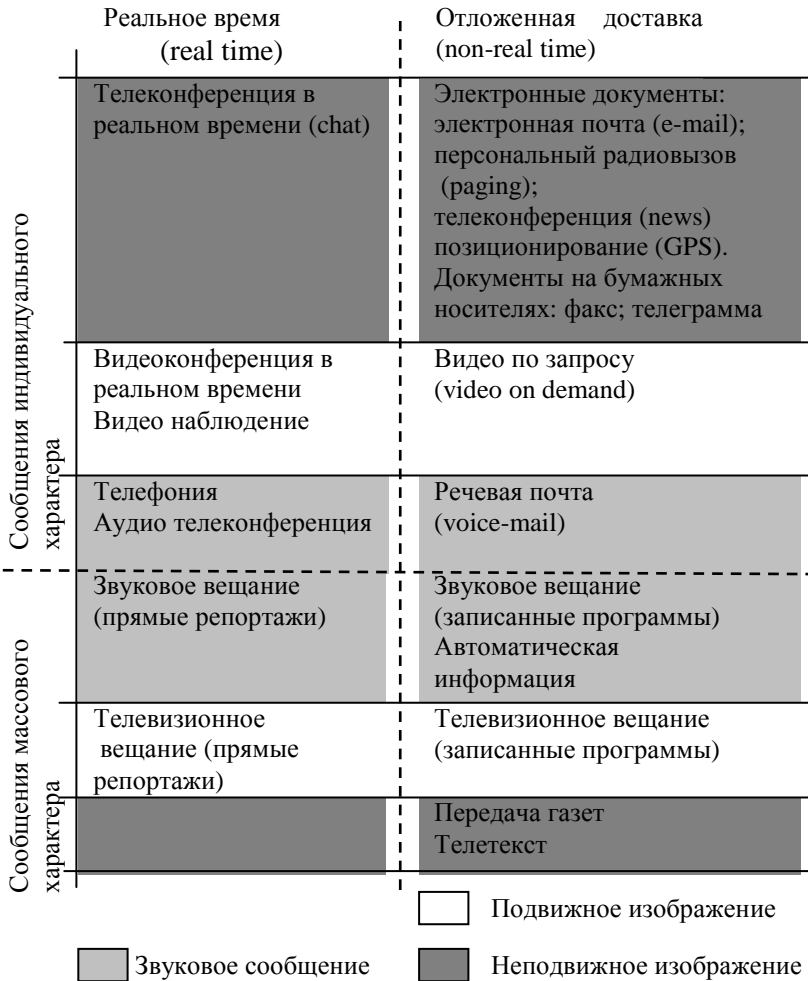 Реальное время
(real time)
Отложенная доставка
(non-real time)
Сообщения индивидуального
характера
Телеконференция в
реальном времени (chat)
Электронные документы:
электронная почта (e-mail);
персональный радиовызов
(paging);
телеконференция (news)
позиционирование (GPS).
Документы на бумажных
носителях: факс; телеграмма
Видеоконференция в
реальном времени
Видео наблюдение
Видео по запросу
(video on demand)
Телефония
Аудио телеконференция
Речевая почта
(voice-mail)
Сообщения массового
характера
Звуковое вещание
(прямые репортажи)
Звуковое вещание
(записанные программы)
Автоматическая
информация
Телевизионное
вещание (прямые
репортажи)
Телевизионное вещание
(записанные программы)
Передача газет
Телетекст
Подвижное изображение
Звуковое сообщение
Неподвижное изображение